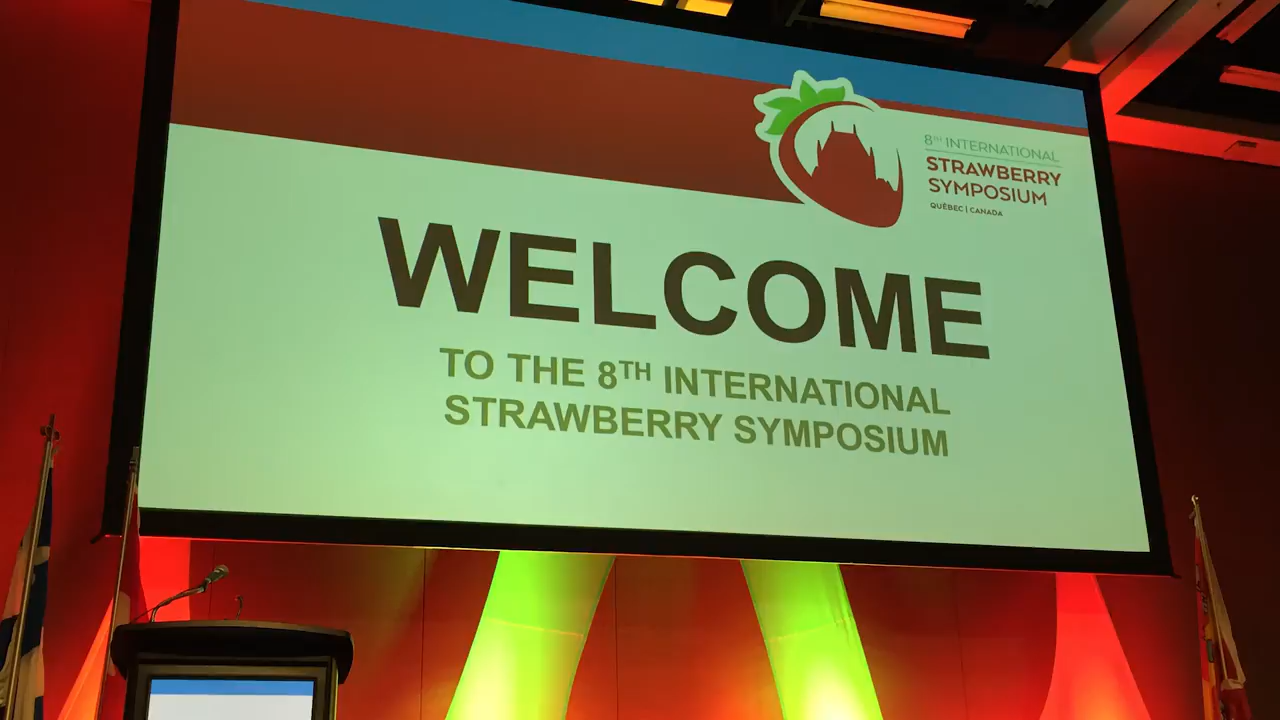 8TH INTERNATIONAL
STRAWBERRY
SYMPOSIUM
QUÉBEC | CANADA
WELCOME
TO THE 8TH INTERNATIONAL
STRAWBERRY SYMPOSIUM